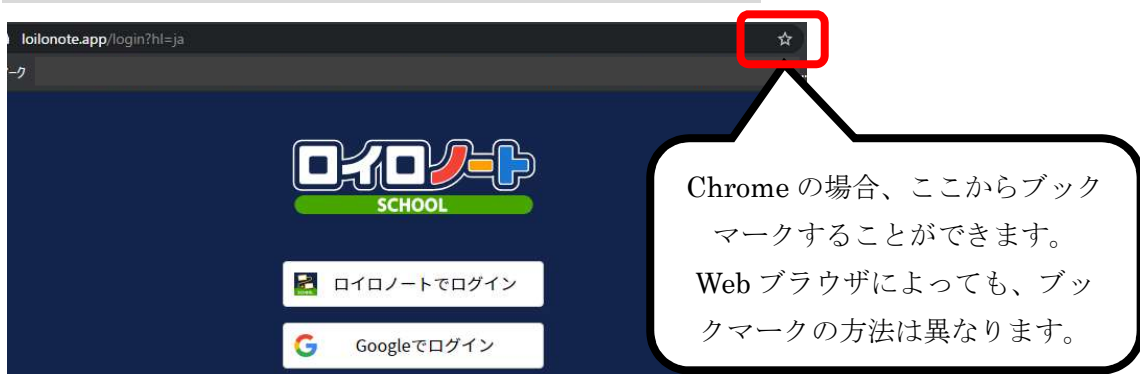 loilonote.app/login?hl=ja
ーク
ロイロノート
SCHOOL
ロイロノートでログイン
Googleでログイン
Chrome の場合、ここからブック
マークすることができます。
Web ブラウザによっても、ブッ
クマークの方法は異なります。